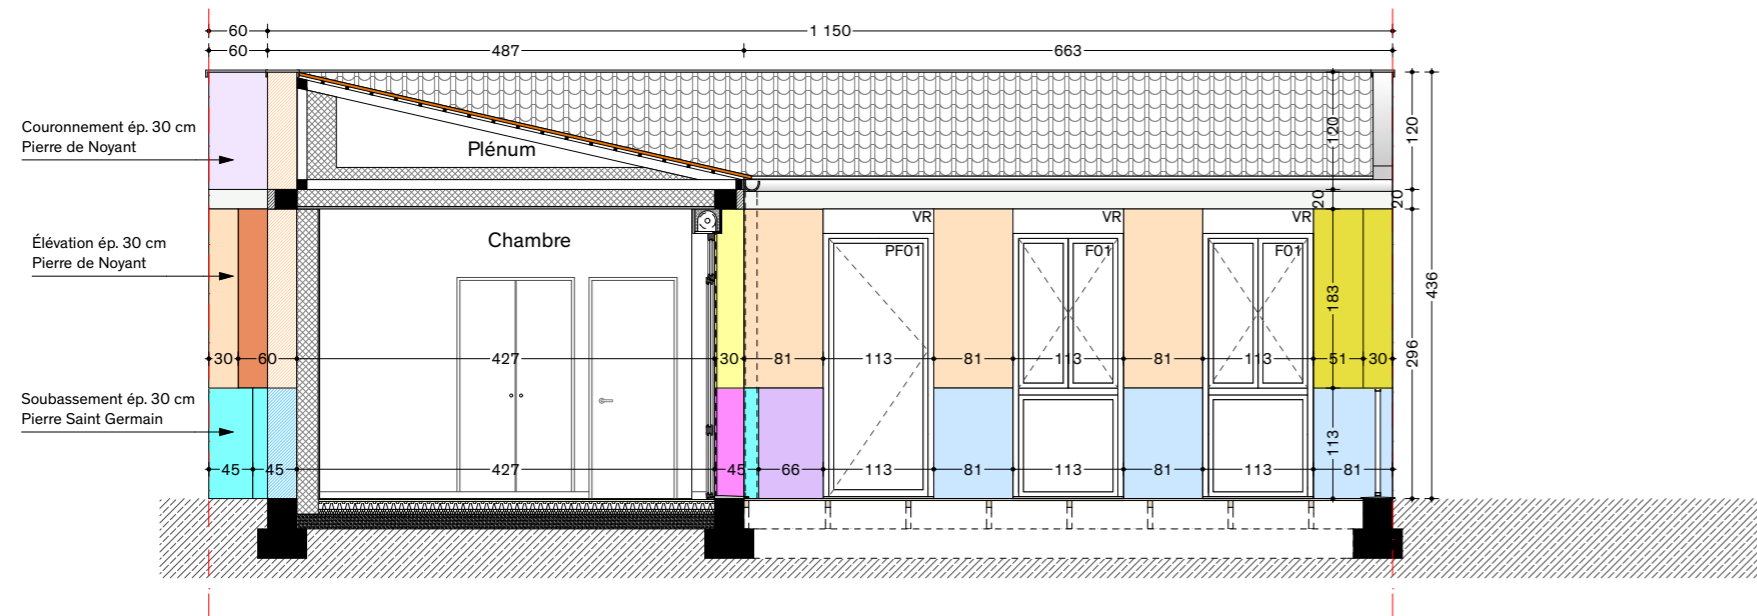 60
1 150
60
487
663
Couronnement ép. 30 cm
Pierre de Noyant
Plénum
120
120
20
20
Élévation ép. 30 cm
Pierre de Noyant
Chambre
VR
VR
VR
PF01
F01
F01
183
436
296
30
60
427
30
81
113
81
113
81
113
51
30
Soubassement ép. 30 cm
Pierre Saint Germain
113
45
45
427
45
66
113
81
113
81
113
81